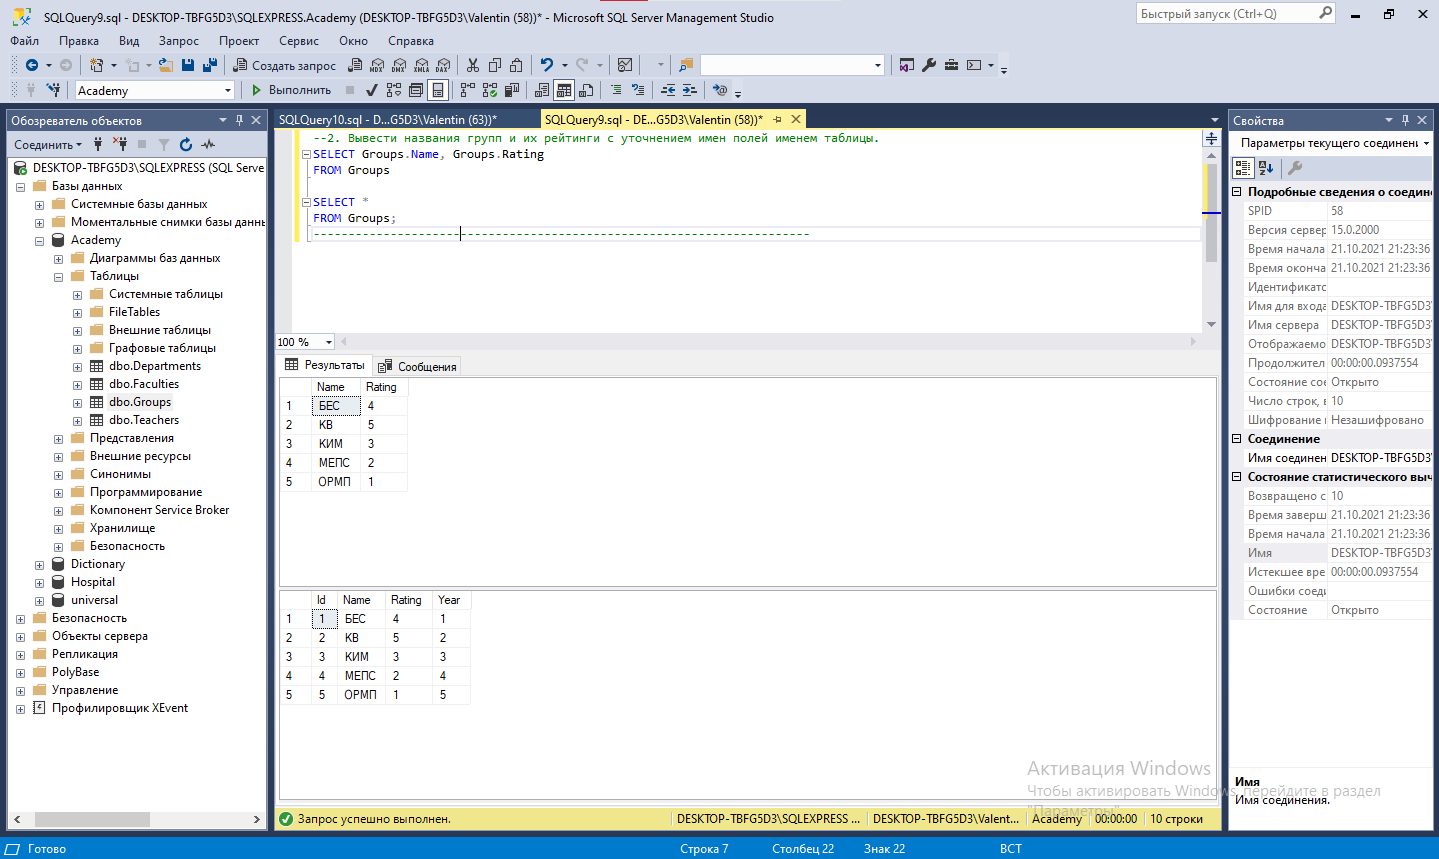 SQLQuery9.sql - DESKTOP-TBFG5D3\SQLEXPRESS.Academy (DESKTOP-TBFG5D3\Valentin (58))* - Microsoft SQL Server Management Studio
Быстрый запуск (Ctrl+Q)
Файл Правка Вид Запрос Проект Сервис Окно Справка
Создать запрос MDX DMX XMLA DAX
Academy Выполнить
Обозреватель объектов
Соединить
DESKTOP-TBFG5D3\SQLEXPRESS (SQL Serve
Базы данных
Системные базы данных
Моментальные снимки базы данн
Academy
Диаграммы баз данных
Таблицы
Системные таблицы
FileTables
Внешние таблицы
Графовые таблицы
dbo.Departments
dbo.Faculties
dbo.Groups
dbo.Teachers
Представления
Внешние ресурсы
Синонимы
Программирование
Компонент Service Broker
Хранилище
Безопасность
Dictionary
Hospital
universal
Безопасность
Объекты сервера
Репликация
PolyBase
Управление
Профилировщик XEvent
SQLQuery10.sql - D...G5D3\Valentin (63))* SQLQuery9.sql - DE...G5D3\Valentin (58))*
--2. Вывести названия групп и их рейтинги с уточнением имен полей именем таблицы.
SELECT Groups.Name, Groups.Rating
FROM Groups
SELECT *
FROM Groups;
-----------------------------------------------------------------------
100 %
Результаты Сообщения
Name Rating
1 БЕС 4
2 КВ 5
3 КИМ 3
4 МЕПС 2
5 ОРМП 1
Id Name Rating Year
1 1 БЕС 4 1
2 2 КВ 5 2
3 3 КИМ 3 3
4 4 МЕПС 2 4
5 5 ОРМП 1 5
Запрос успешно выполнен. DESKTOP-TBFG5D3\SQLEXPRESS ... DESKTOP-TBFG5D3\Valent... Academy 00:00:00 10 строки
Свойства
Параметры текущего соединени
Подробные сведения о соедин
SPID 58
Версия сервер 15.0.2000
Время начала 21.10.2021 21:23:36
Время оконча 21.10.2021 21:23:36
Идентификатс
Имя для входа DESKTOP-TBFG5D3\
Имя сервера DESKTOP-TBFG5D3\
Отображаемо DESKTOP-TBFG5D3\
Продолжител 00:00:00.0937554
Состояние сое Открыто
Число строк, в 10
Шифрование Незашифровано
Соединение
Имя соединен DESKTOP-TBFG5D3\
Состояние статистического выч
Возвращено с 10
Время заверш 21.10.2021 21:23:36
Время начала 21.10.2021 21:23:36
Имя DESKTOP-TBFG5D3\
Истекшее вре 00:00:00.0937554
Ошибки соеди
Состояние Открыто
Имя
Имя соединения.
Активация Windows
Чтобы активировать Windows, перейдите в раздел
"Параметры".
Готово Строка 7 Столбец 22 Знак 22 ВСТ